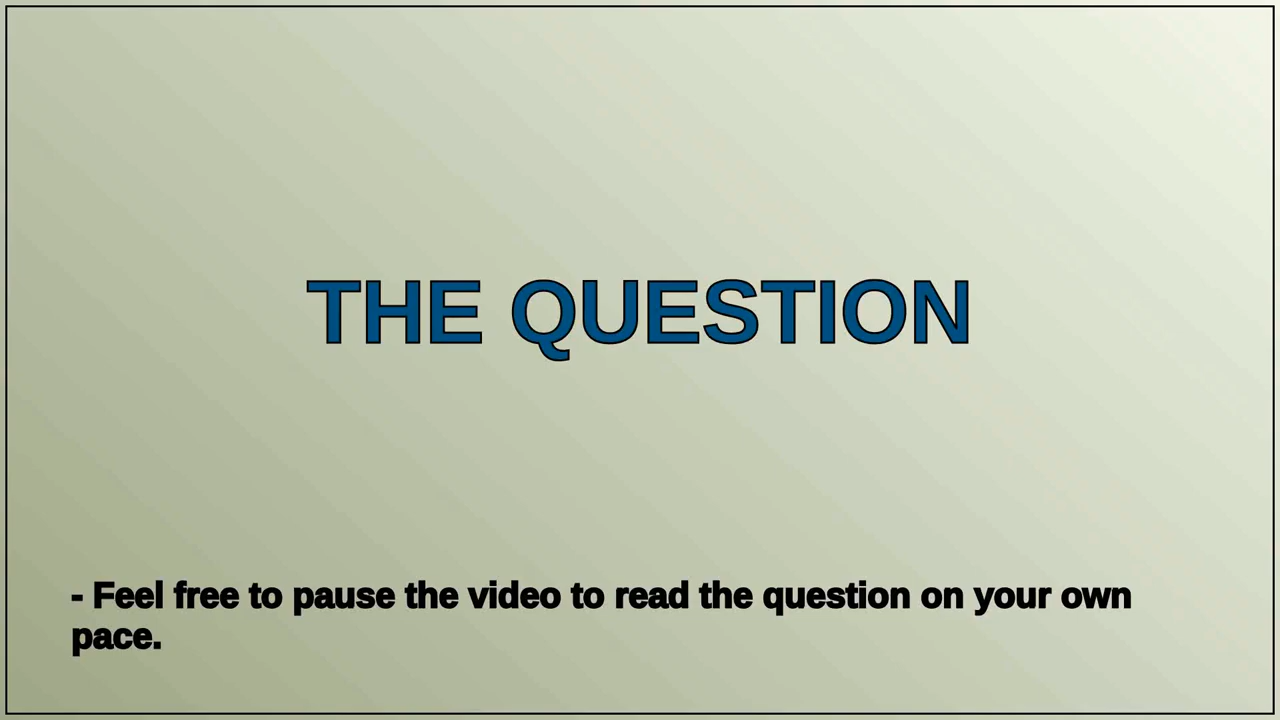 THE QUESTION
- Feel free to pause the video to read the question on your own
pace.